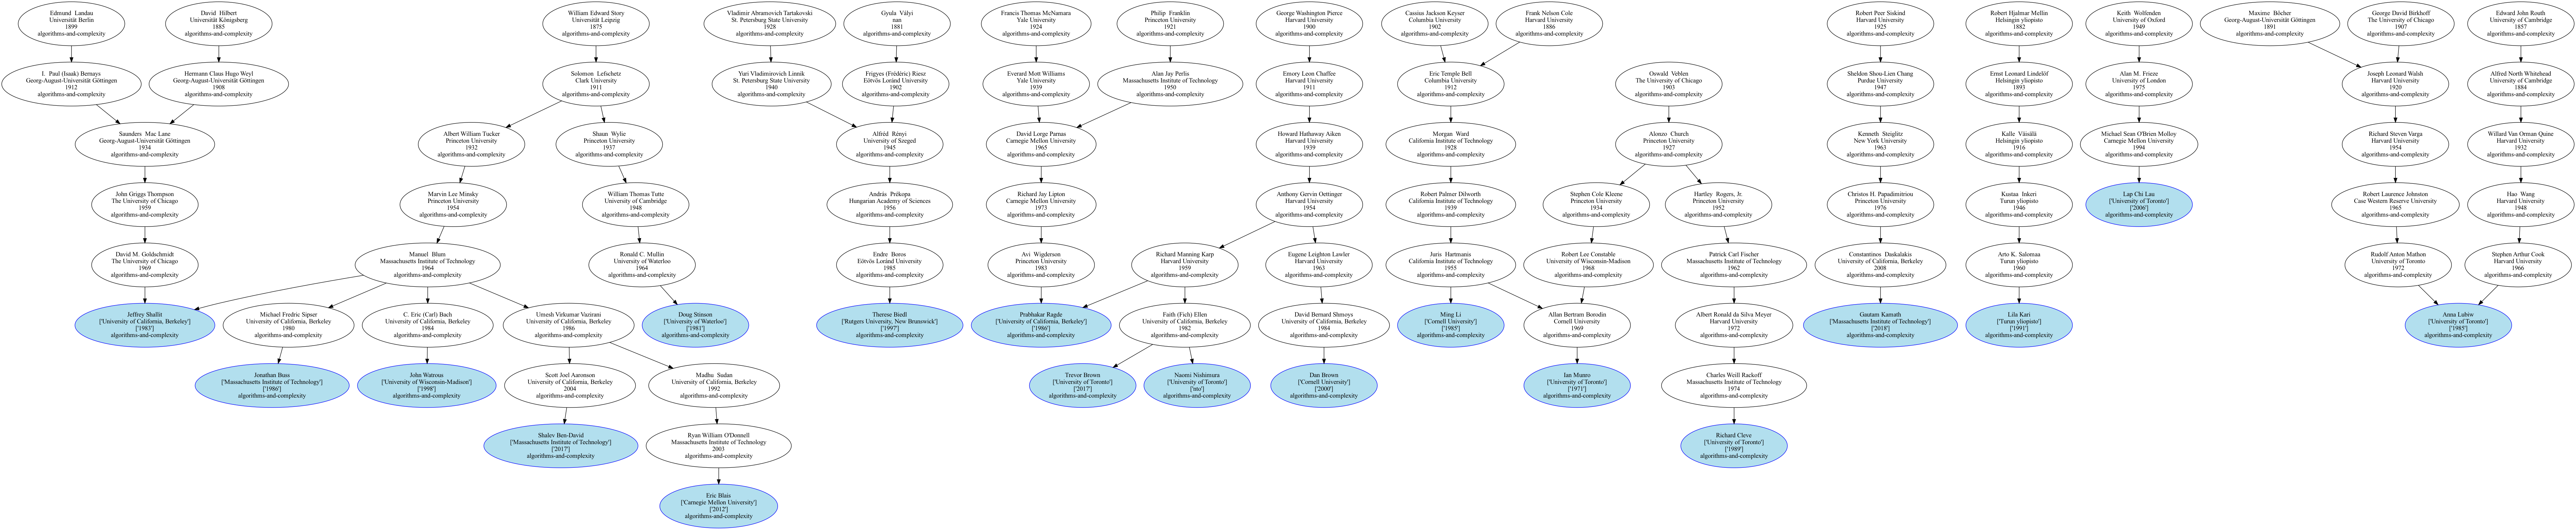 Edmund Landau
Universität Berlin
1899
algorithms-and-complexity
David Hilbert
Universität Königsberg
1885
algorithms-and-complexity
William Edward Story
Universität Leipzig
1875
algorithms-and-complexity
Vladimir Abramovich Tartakovski
St. Petersburg State University
1928
algorithms-and-complexity
Gyula Vályi
nan
1881
algorithms-and-complexity
Francis Thomas McNamara
Yale University
1924
algorithms-and-complexity
Philip Franklin
Princeton University
1921
algorithms-and-complexity
George Washington Pierce
Harvard University
1900
algorithms-and-complexity
Cassius Jackson Keyser
Columbia University
1902
algorithms-and-complexity
Frank Nelson Cole
Harvard University
1886
algorithms-and-complexity
Robert Peer Siskind
Harvard University
1925
algorithms-and-complexity
Robert Hjalmar Mellin
Helsingin yliopisto
1882
algorithms-and-complexity
Keith Wolfenden
University of Oxford
1949
algorithms-and-complexity
Maxime Bôcher
Georg-August-Universität Göttingen
1891
algorithms-and-complexity
George David Birkhoff
The University of Chicago
1907
algorithms-and-complexity
Edward John Routh
University of Cambridge
1857
algorithms-and-complexity
I. Paul (Isaak) Bernays
Georg-August-Universität Göttingen
1912
algorithms-and-complexity
Hermann Claus Hugo Weyl
Georg-August-Universität Göttingen
1908
algorithms-and-complexity
Solomon Lefschetz
Clark University
1911
algorithms-and-complexity
Yuri Vladimirovich Linnik
St. Petersburg State University
1940
algorithms-and-complexity
Frigyes (Frédéric) Riesz
Eötvös Loránd University
1902
algorithms-and-complexity
Everard Mott Williams
Yale University
1939
algorithms-and-complexity
Alan Jay Perlis
Massachusetts Institute of Technology
1950
algorithms-and-complexity
Emory Leon Chaffee
Harvard University
1911
algorithms-and-complexity
Eric Temple Bell
Columbia University
1912
algorithms-and-complexity
Oswald Veblen
The University of Chicago
1903
algorithms-and-complexity
Sheldon Shou-Lien Chang
Purdue University
1947
algorithms-and-complexity
Ernst Leonard Lindelöf
Helsingin yliopisto
1893
algorithms-and-complexity
Alan M. Frieze
University of London
1975
algorithms-and-complexity
Joseph Leonard Walsh
Harvard University
1920
algorithms-and-complexity
Alfred North Whitehead
University of Cambridge
1884
algorithms-and-complexity
Saunders Mac Lane
Georg-August-Universität Göttingen
1934
algorithms-and-complexity
Albert William Tucker
Princeton University
1932
algorithms-and-complexity
Shaun Wylie
Princeton University
1937
algorithms-and-complexity
Alfréd Rényi
University of Szeged
1945
algorithms-and-complexity
David Lorge Parnas
Carnegie Mellon University
1965
algorithms-and-complexity
Howard Hathaway Aiken
Harvard University
1939
algorithms-and-complexity
Morgan Ward
California Institute of Technology
1928
algorithms-and-complexity
Alonzo Church
Princeton University
1927
algorithms-and-complexity
Kenneth Steiglitz
New York University
1963
algorithms-and-complexity
Kalle Väisälä
Helsingin yliopisto
1916
algorithms-and-complexity
Michael Sean O'Brien Molloy
Carnegie Mellon University
1994
algorithms-and-complexity
Richard Steven Varga
Harvard University
1954
algorithms-and-complexity
Willard Van Orman Quine
Harvard University
1932
algorithms-and-complexity
John Griggs Thompson
The University of Chicago
1959
algorithms-and-complexity
Marvin Lee Minsky
Princeton University
1954
algorithms-and-complexity
William Thomas Tutte
University of Cambridge
1948
algorithms-and-complexity
András Prékopa
Hungarian Academy of Sciences
1956
algorithms-and-complexity
Richard Jay Lipton
Carnegie Mellon University
1973
algorithms-and-complexity
Anthony Gervin Oettinger
Harvard University
1954
algorithms-and-complexity
Robert Palmer Dilworth
California Institute of Technology
1939
algorithms-and-complexity
Stephen Cole Kleene
Princeton University
1934
algorithms-and-complexity
Hartley Rogers, Jr.
Princeton University
1952
algorithms-and-complexity
Christos H. Papadimitriou
Princeton University
1976
algorithms-and-complexity
Kustaa Inkeri
Turun yliopisto
1946
algorithms-and-complexity
Lap Chi Lau
['University of Toronto']
['2006']
algorithms-and-complexity
Robert Laurence Johnston
Case Western Reserve University
1965
algorithms-and-complexity
Hao Wang
Harvard University
1948
algorithms-and-complexity
David M. Goldschmidt
The University of Chicago
1969
algorithms-and-complexity
Manuel Blum
Massachusetts Institute of Technology
1964
algorithms-and-complexity
Ronald C. Mullin
University of Waterloo
1964
algorithms-and-complexity
Endre Boros
Eötvös Loránd University
1985
algorithms-and-complexity
Avi Wigderson
Princeton University
1983
algorithms-and-complexity
Richard Manning Karp
Harvard University
1959
algorithms-and-complexity
Eugene Leighton Lawler
Harvard University
1963
algorithms-and-complexity
Juris Hartmanis
California Institute of Technology
1955
algorithms-and-complexity
Robert Lee Constable
University of Wisconsin-Madison
1968
algorithms-and-complexity
Patrick Carl Fischer
Massachusetts Institute of Technology
1962
algorithms-and-complexity
Constantinos Daskalakis
University of California, Berkeley
2008
algorithms-and-complexity
Arto K. Salomaa
Turun yliopisto
1960
algorithms-and-complexity
Rudolf Anton Mathon
University of Toronto
1972
algorithms-and-complexity
Stephen Arthur Cook
Harvard University
1966
algorithms-and-complexity
Jeffrey Shallit
['University of California, Berkeley']
['1983']
algorithms-and-complexity
Michael Fredric Sipser
University of California, Berkeley
1980
algorithms-and-complexity
C. Eric (Carl) Bach
University of California, Berkeley
1984
algorithms-and-complexity
Umesh Virkumar Vazirani
University of California, Berkeley
1986
algorithms-and-complexity
Doug Stinson
['University of Waterloo']
['1981']
algorithms-and-complexity
Therese Biedl
['Rutgers University, New Brunswick']
['1997']
algorithms-and-complexity
Prabhakar Ragde
['University of California, Berkeley']
['1986']
algorithms-and-complexity
Faith (Fich) Ellen
University of California, Berkeley
1982
algorithms-and-complexity
David Bernard Shmoys
University of California, Berkeley
1984
algorithms-and-complexity
Ming Li
['Cornell University']
['1985']
algorithms-and-complexity
Allan Bertram Borodin
Cornell University
1969
algorithms-and-complexity
Albert Ronald da Silva Meyer
Harvard University
1972
algorithms-and-complexity
Gautam Kamath
['Massachusetts Institute of Technology']
['2018']
algorithms-and-complexity
Lila Kari
['Turun yliopisto']
['1991']
algorithms-and-complexity
Anna Lubiw
['University of Toronto']
['1985']
algorithms-and-complexity
Jonathan Buss
['Massachusetts Institute of Technology']
['1986']
algorithms-and-complexity
John Watrous
['University of Wisconsin-Madison']
['1998']
algorithms-and-complexity
Scott Joel Aaronson
University of California, Berkeley
2004
algorithms-and-complexity
Madhu Sudan
University of California, Berkeley
1992
algorithms-and-complexity
Trevor Brown
['University of Toronto']
['2017']
algorithms-and-complexity
Naomi Nishimura
['University of Toronto']
['nto']
algorithms-and-complexity
Dan Brown
['Cornell University']
['2000']
algorithms-and-complexity
Ian Munro
['University of Toronto']
['1971']
algorithms-and-complexity
Charles Weill Rackoff
Massachusetts Institute of Technology
1974
algorithms-and-complexity
Shalev Ben-David
['Massachusetts Institute of Technology']
['2017']
algorithms-and-complexity
Ryan William O'Donnell
Massachusetts Institute of Technology
2003
algorithms-and-complexity
Richard Cleve
['University of Toronto']
['1989']
algorithms-and-complexity
Eric Blais
['Carnegie Mellon University']
['2012']
algorithms-and-complexity